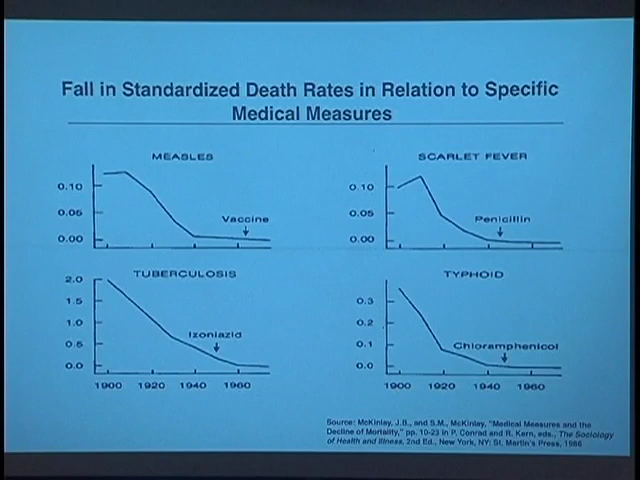 Fall in Standardized Death Rates in Relation to Specific
Medical Measures
MEASLES
0.10
0.05
0.00
Vaccine
SCARLET FEVER
0.10
0.05
0.00
Penicillin
TUBERCULOSIS
2.0
1.5
1.0
0.5
0.0
Izoniazid
1900 1920 1940 1960
TYPHOID
0.3
0.2
0.1
0.0
Chloramphenicol
1900 1920 1940 1960
Source: McKinlay, J.B., and S.M., McKinlay, "Medical Measures and the
Decline of Mortality," pp. 10-23 in P. Conrad and R. Kern, eds., The Sociology
of Health and Illness, 2nd Ed., New York, NY: St. Martin's Press, 1986